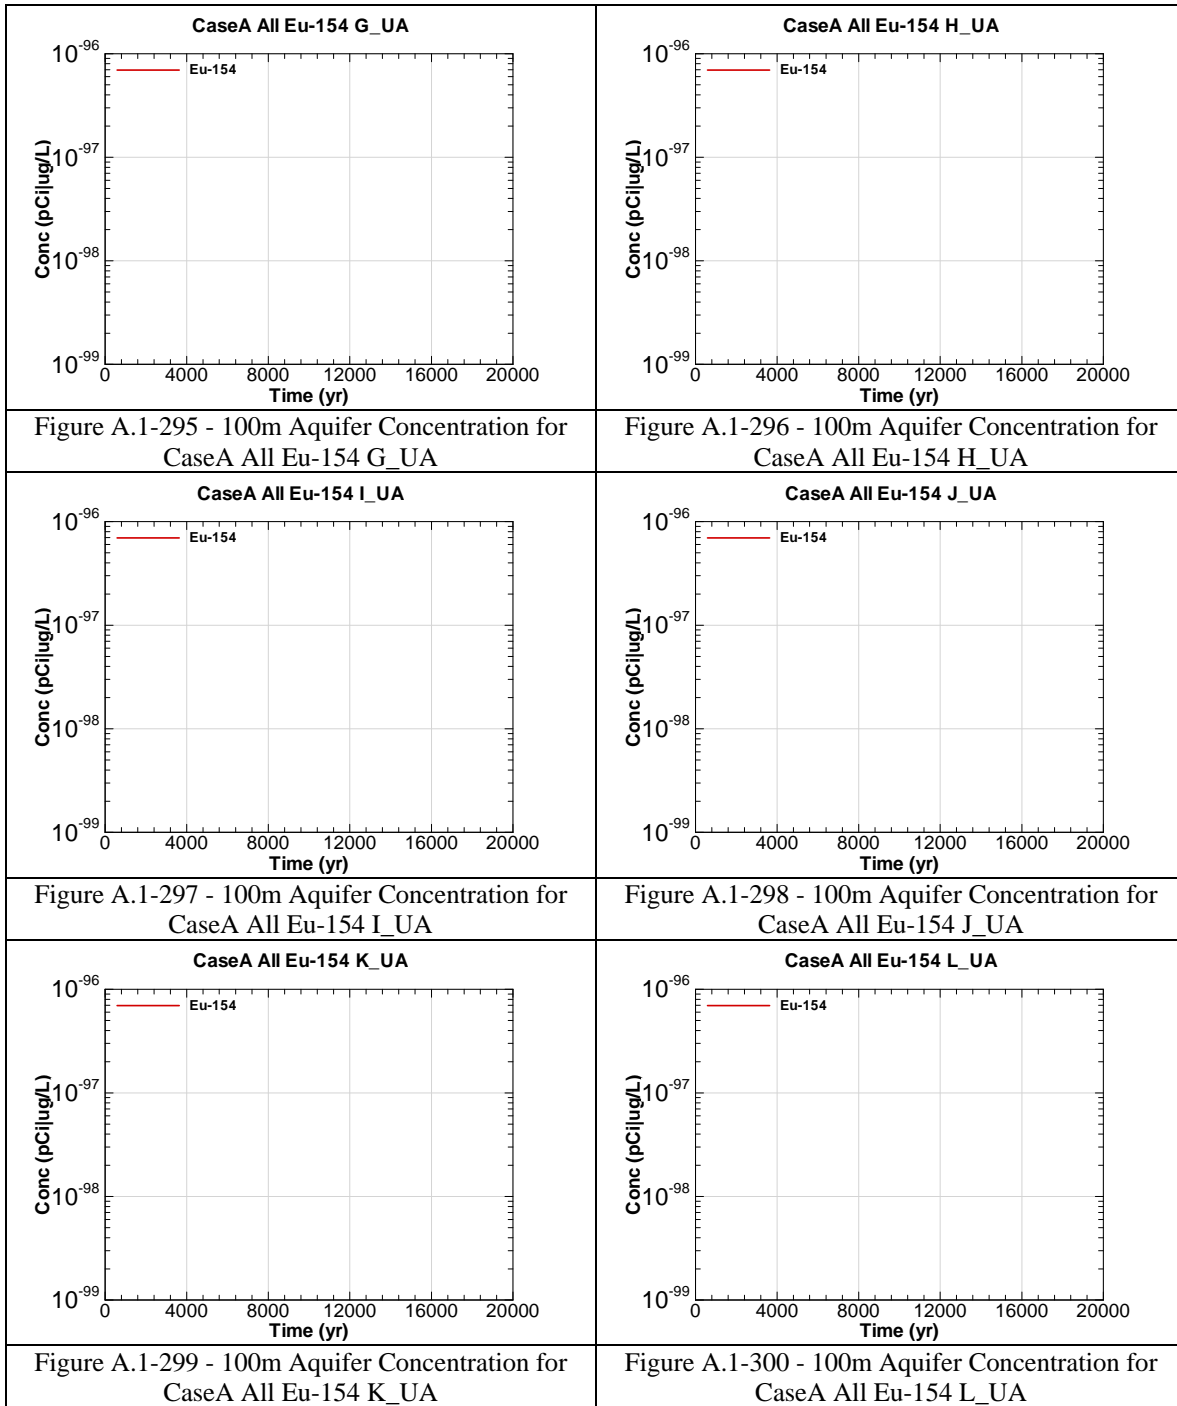 CaseA All Eu-154 G_UA
10-96
Eu-154
10-97
Conc (pCi|ug/L)
10-98
10-99
0 4000 8000 12000 16000 20000
Time (yr)
Figure A.1-295 - 100m Aquifer Concentration for
CaseA All Eu-154 G_UA
CaseA All Eu-154 H_UA
10-96
Eu-154
10-97
Conc (pCi|ug/L)
10-98
10-99
0 4000 8000 12000 16000 20000
Time (yr)
Figure A.1-296 - 100m Aquifer Concentration for
CaseA All Eu-154 H_UA
CaseA All Eu-154 I_UA
10-96
Eu-154
10-97
Conc (pCi|ug/L)
10-98
10-99
0 4000 8000 12000 16000 20000
Time (yr)
Figure A.1-297 - 100m Aquifer Concentration for
CaseA All Eu-154 I_UA
CaseA All Eu-154 J_UA
10-96
Eu-154
10-97
Conc (pCi|ug/L)
10-98
10-99
0 4000 8000 12000 16000 20000
Time (yr)
Figure A.1-298 - 100m Aquifer Concentration for
CaseA All Eu-154 J_UA
CaseA All Eu-154 K_UA
10-96
Eu-154
10-97
Conc (pCi|ug/L)
10-98
10-99
0 4000 8000 12000 16000 20000
Time (yr)
Figure A.1-299 - 100m Aquifer Concentration for
CaseA All Eu-154 K_UA
CaseA All Eu-154 L_UA
10-96
Eu-154
10-97
Conc (pCi|ug/L)
10-98
10-99
0 4000 8000 12000 16000 20000
Time (yr)
Figure A.1-300 - 100m Aquifer Concentration for
CaseA All Eu-154 L_UA